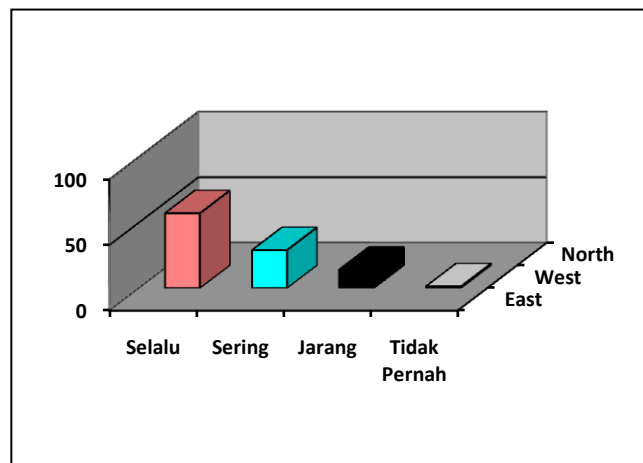 100
50
0
Selalu Sering Jarang Tidak
Pernah
North
West
East